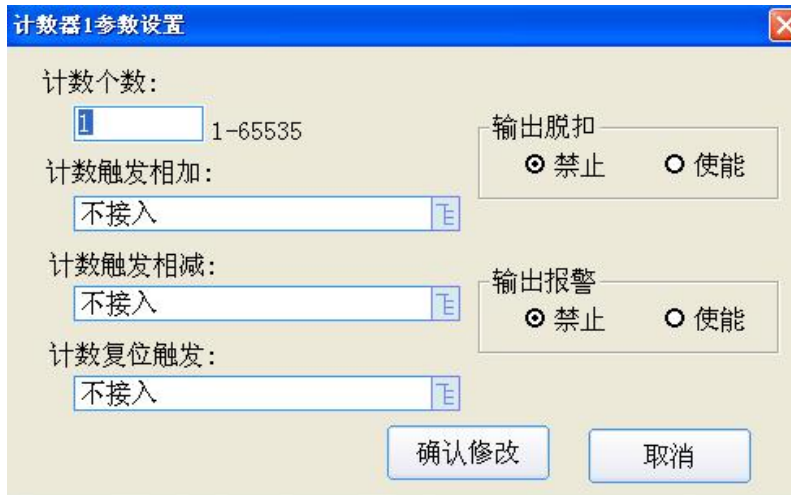 计数器1参数设置
计数个数:
1 1-65535
计数触发相加:
不接入
计数触发相减:
不接入
计数复位触发:
不接入
输出脱扣
禁止 使能
输出报警
禁止 使能
确认修改 取消